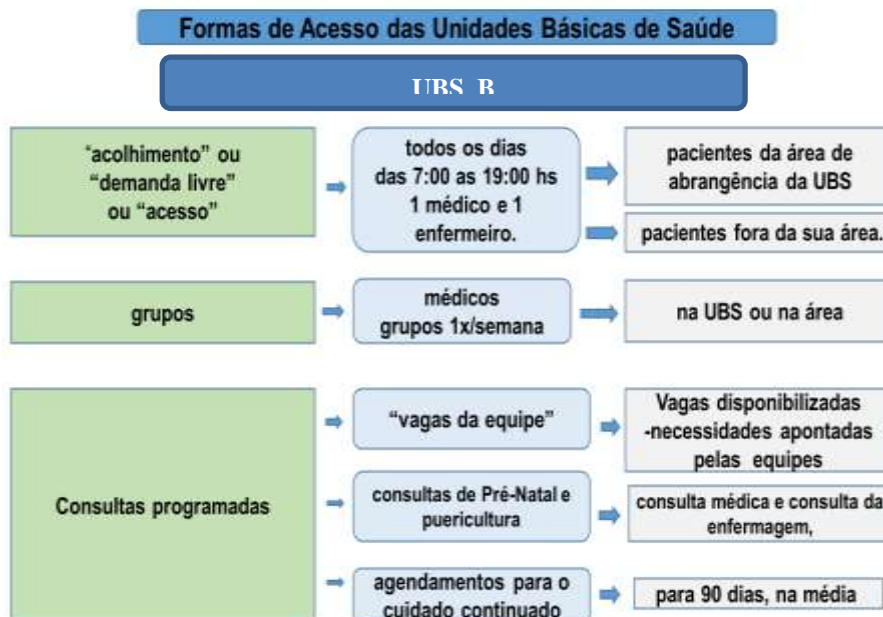 Formas de Acesso das Unidades Básicas de Saúde
UBS B
“acolhimento” ou
“demanda livre”
ou “acesso”
todos os dias
das 7:00 as 19:00 hs
1 médico e 1
enfermeiro.
pacientes da área de
abrangência da UBS
pacientes fora da sua área.
grupos
médicos
grupos 1x/semana
na UBS ou na área
Consultas programadas
“vagas da equipe”
Vagas disponibilizadas
-necessidades apontadas
pelas equipes
consultas de Pré-Natal e
puericultura
consulta médica e consulta da
enfermagem,
agendamentos para o
cuidado continuado
para 90 dias, na média